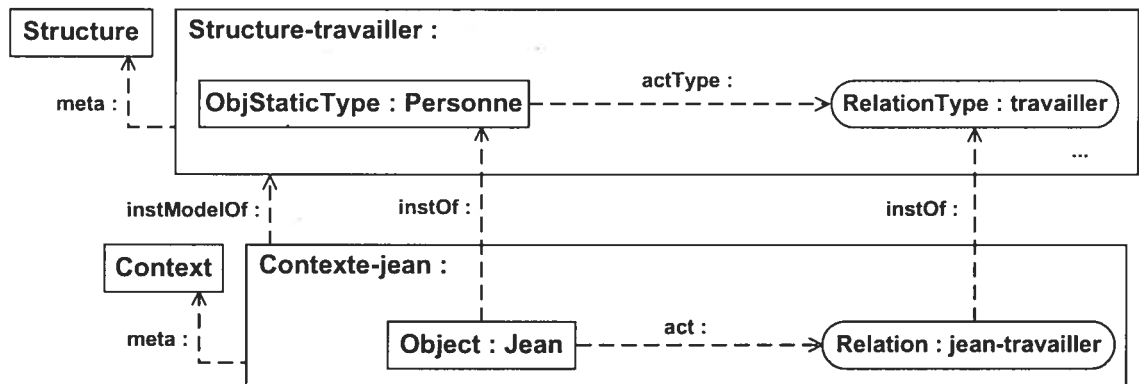 Structure
Structure-travailler :
meta :
ObjStaticType : Personne
actType :
RelationType : travailler
...
instModelOf :
instOf :
instOf :
Context
Contexte-jean :
meta :
Object : Jean
act :
Relation : jean-travailler